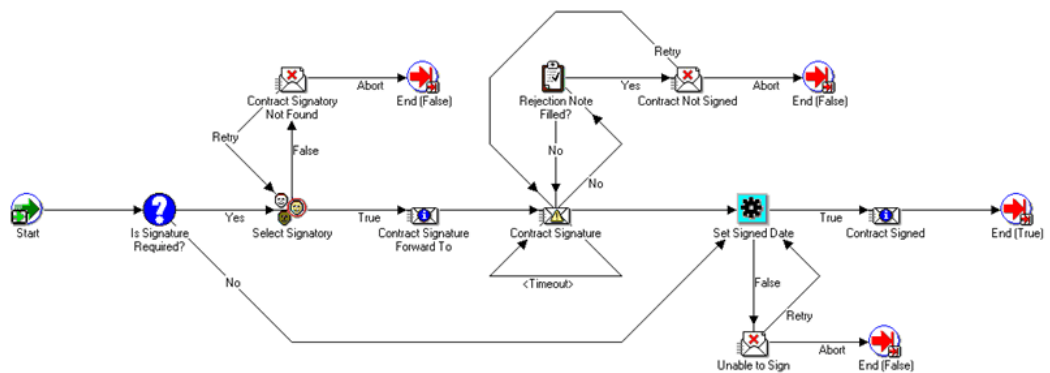 Retry
Abort
Yes
Abort
Contract Signatory
Not Found
End (False)
Rejection Note
Filled?
Contract Not Signed
End (False)
Retry
False
No
No
Yes
True
True
Start
Is Signature
Required?
Select Signatory
Contract Signature
Forward To
Contract Signature
Set Signed Date
Contract Signed
End (True)
<Timeout>
No
False
Retry
Abort
Unable to Sign
End (False)